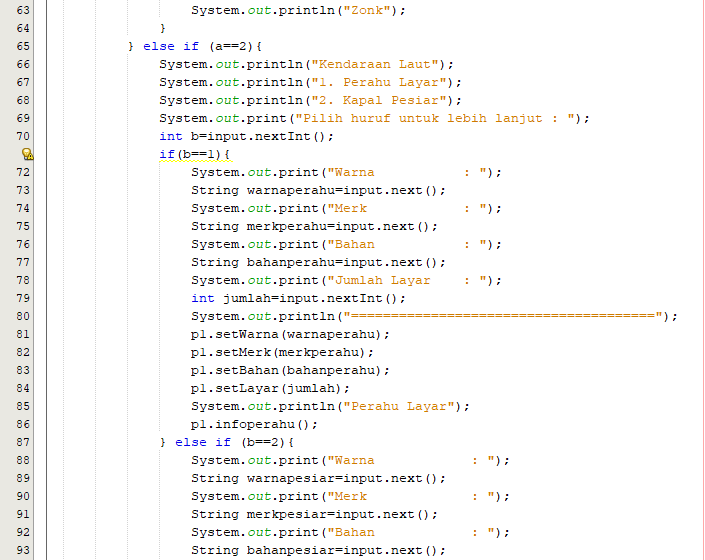 63 System.out.println("Zonk");
64 }
65 } else if (a==2){
66 System.out.println("Kendaraan Laut");
67 System.out.println("1. Perahu Layar");
68 System.out.println("2. Kapal Pesiar");
69 System.out.print("Pilih huruf untuk lebih lanjut : ");
70 int b=input.nextInt();
if(b==1){
72 System.out.print("Warna           : ");
73 String warnaperahu=input.next();
74 System.out.print("Merk            : ");
75 String merkperahu=input.next();
76 System.out.print("Bahan           : ");
77 String bahanperahu=input.next();
78 System.out.print("Jumlah Layar    : ");
79 int jumlah=input.nextInt();
80 System.out.println("======================================");
81 pl.setWarna(warnaperahu);
82 pl.setMerk(merkperahu);
83 pl.setBahan(bahanperahu);
84 pl.setLayar(jumlah);
85 System.out.println("Perahu Layar");
86 pl.infoperahu();
87 } else if (b==2){
88 System.out.print("Warna            : ");
89 String warnapesiar=input.next();
90 System.out.print("Merk             : ");
91 String merkpesiar=input.next();
92 System.out.print("Bahan            : ");
93 String bahanpesiar=input.next();